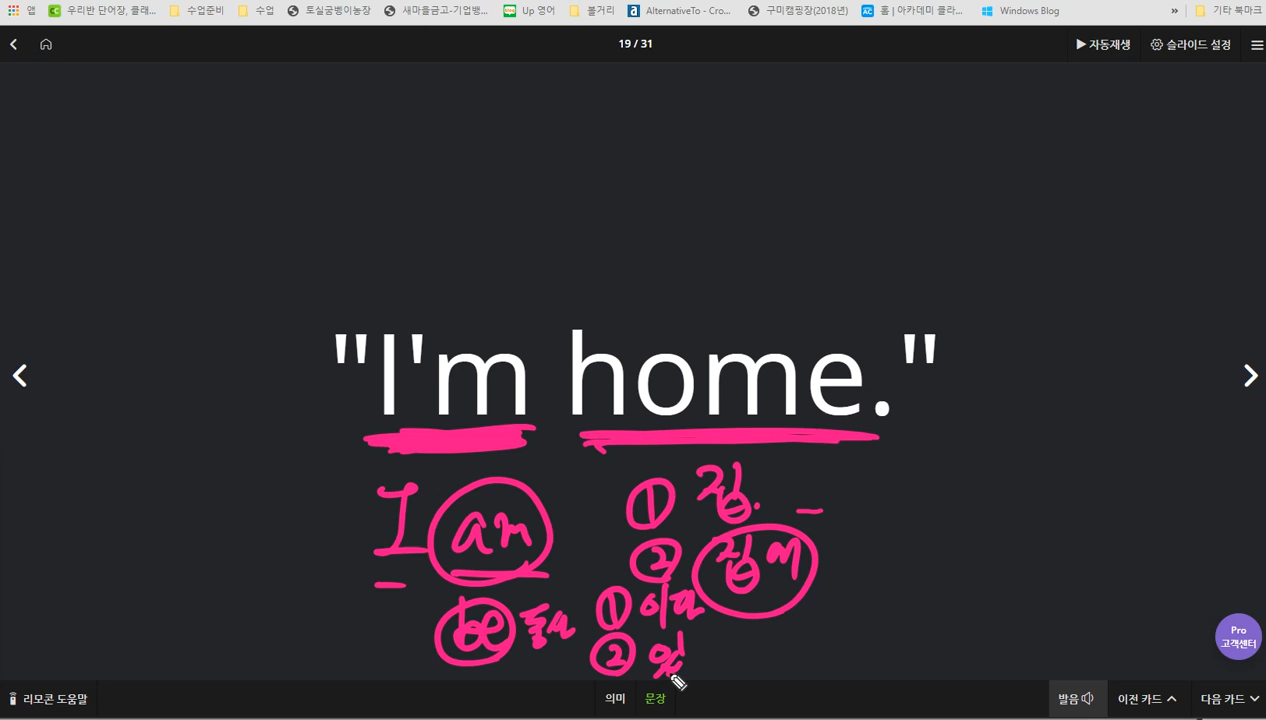 앱 우리반 단어장, 클래... 수업준비 수업 토실굼벵이농장 새마을금고-기업뱅... Up 영어 볼거리 AlternativeTo - Cro... 구미캠핑장(2018년) 홈 | 아카데미 클라... Windows Blog » 기타 북마크
19 / 31 자동재생 슬라이드 설정
"I'm home."
I am ① 집.
② 집에
be 동사 ① 이다
② 있
Pro
고객센터
리모콘 도움말 의미 문장 발음 이전 카드 다음 카드